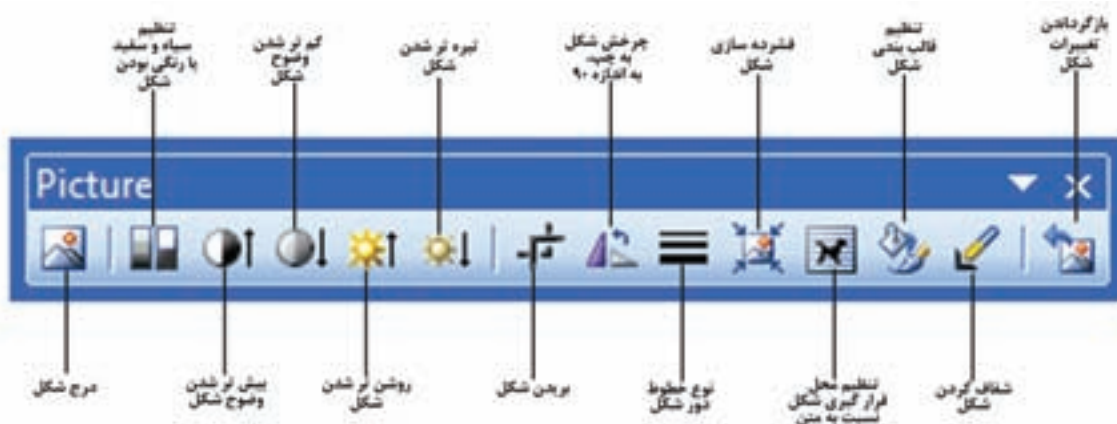 تنظیم
سیاه و سفید
یا رنگی بودن
شکل
کم تر شدن
وضوح
شکل
تیره تر شدن
شکل
چرخش شکل
به چپ،
به اندازه ۹۰
فشرده سازی
شکل
تنظیم
قالب بندی
شکل
بازگرداندن
تغییرات
شکل
Picture
درج شکل
بیش تر شدن
وضوح شکل
روشن تر شدن
شکل
بریدن شکل
نوع خطوط
دور شکل
تنظیم محل
قرار گیری شکل
نسبت به متن
شفاف کردن
شکل